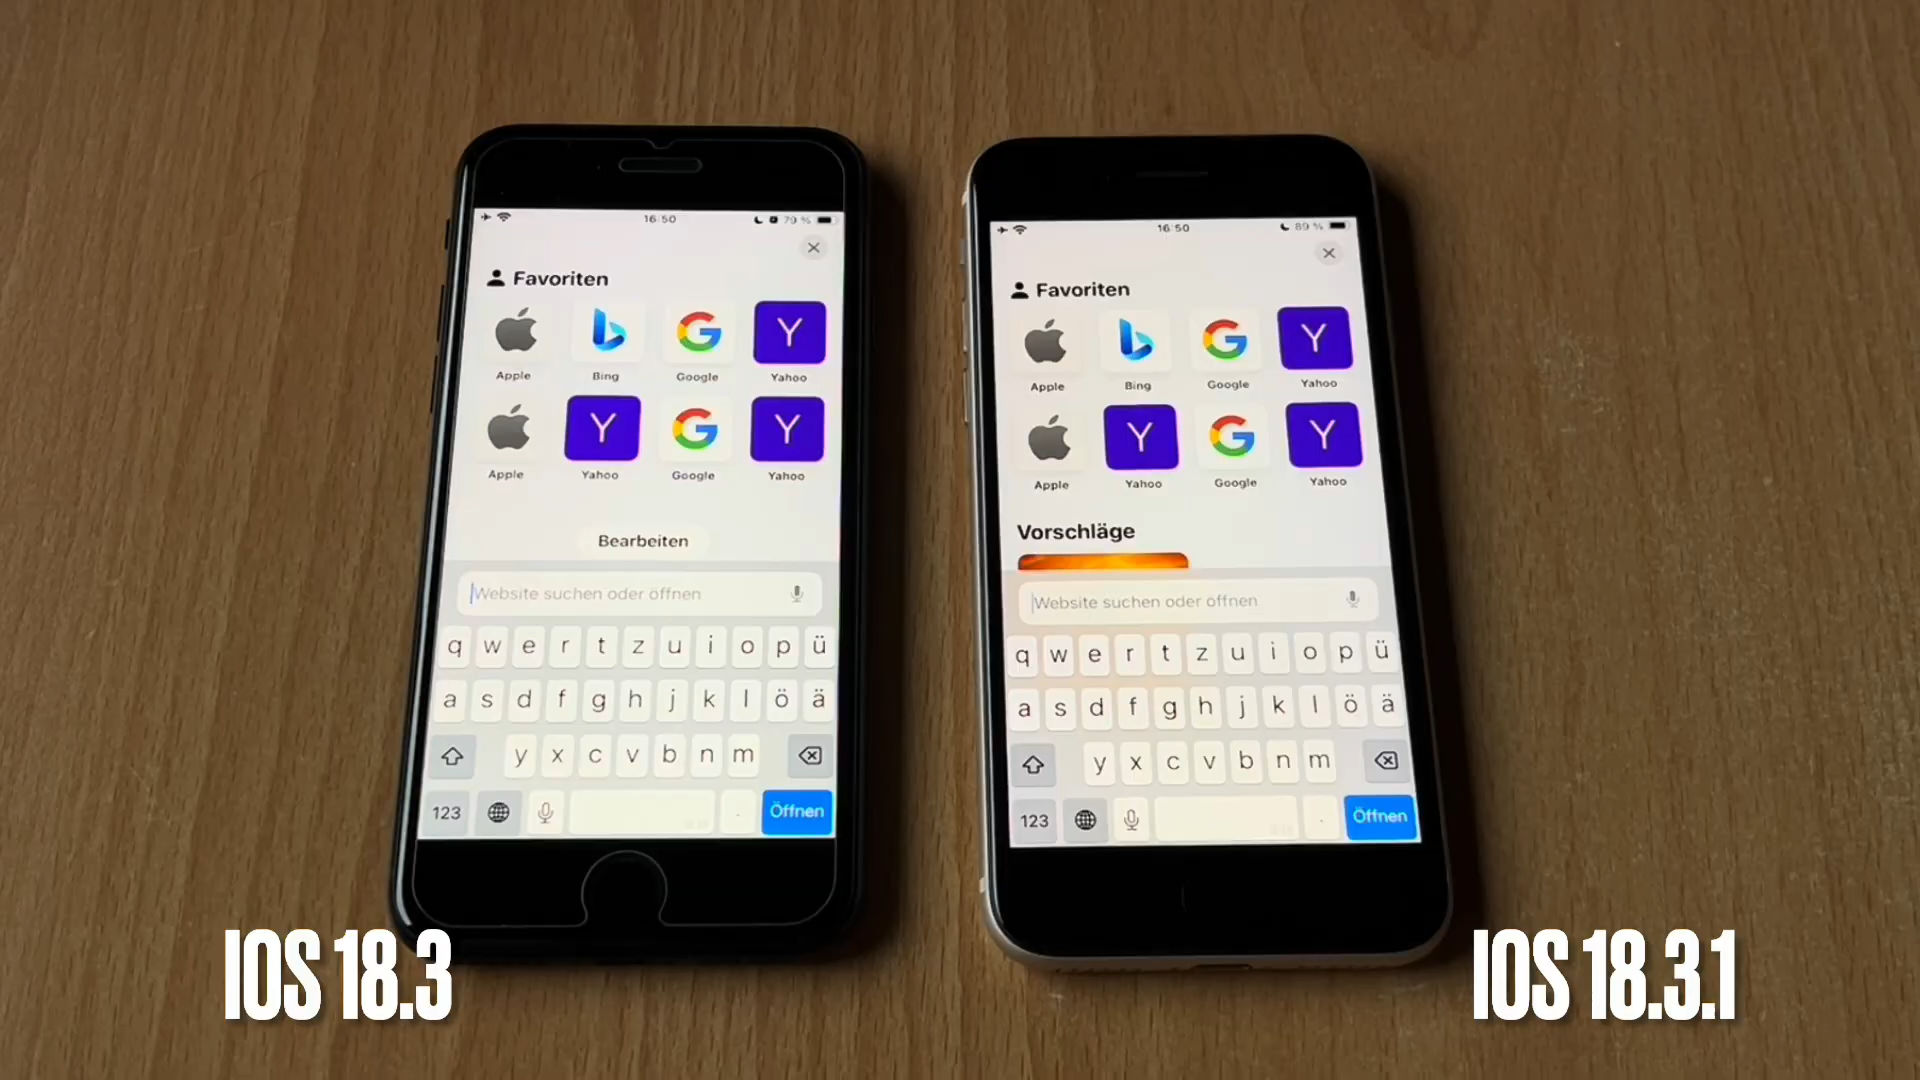 16:50
79 %
Favoriten
Y
Apple
Bing
Google
Yahoo
Y
Y
Apple
Yahoo
Google
Yahoo
Bearbeiten
Website suchen oder öffnen
q w e r t z u i o p ü
a s d f g h j k l ö ä
y x c v b n m
123
.
Öffnen
IOS 18.3
16:50
89 %
Favoriten
Y
Apple
Bing
Google
Yahoo
Y
Y
Apple
Yahoo
Google
Yahoo
Vorschläge
Website suchen oder öffnen
q w e r t z u i o p ü
a s d f g h j k l ö ä
y x c v b n m
123
.
Öffnen
IOS 18.3.1